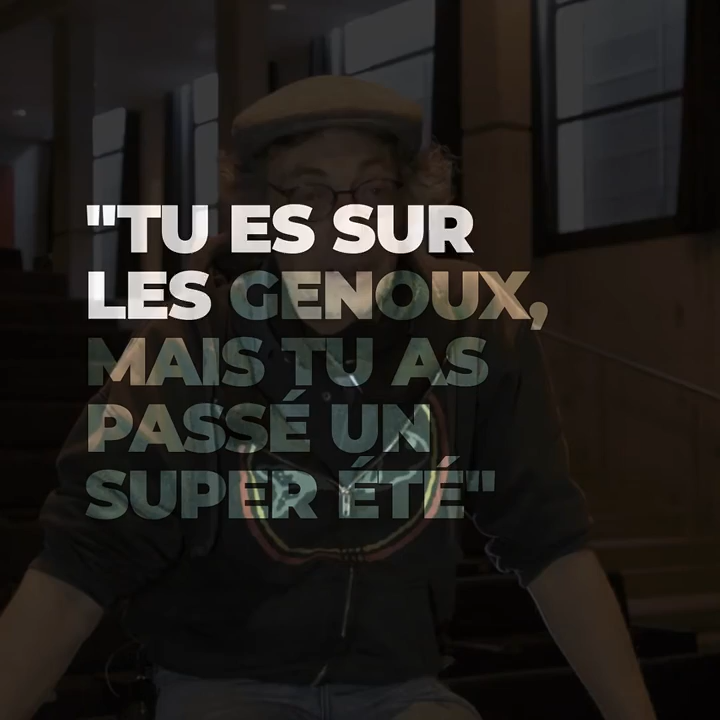 "TU ES SUR
LES GENOUX,
MAIS TU AS
PASSÉ UN
SUPER ÉTÉ"